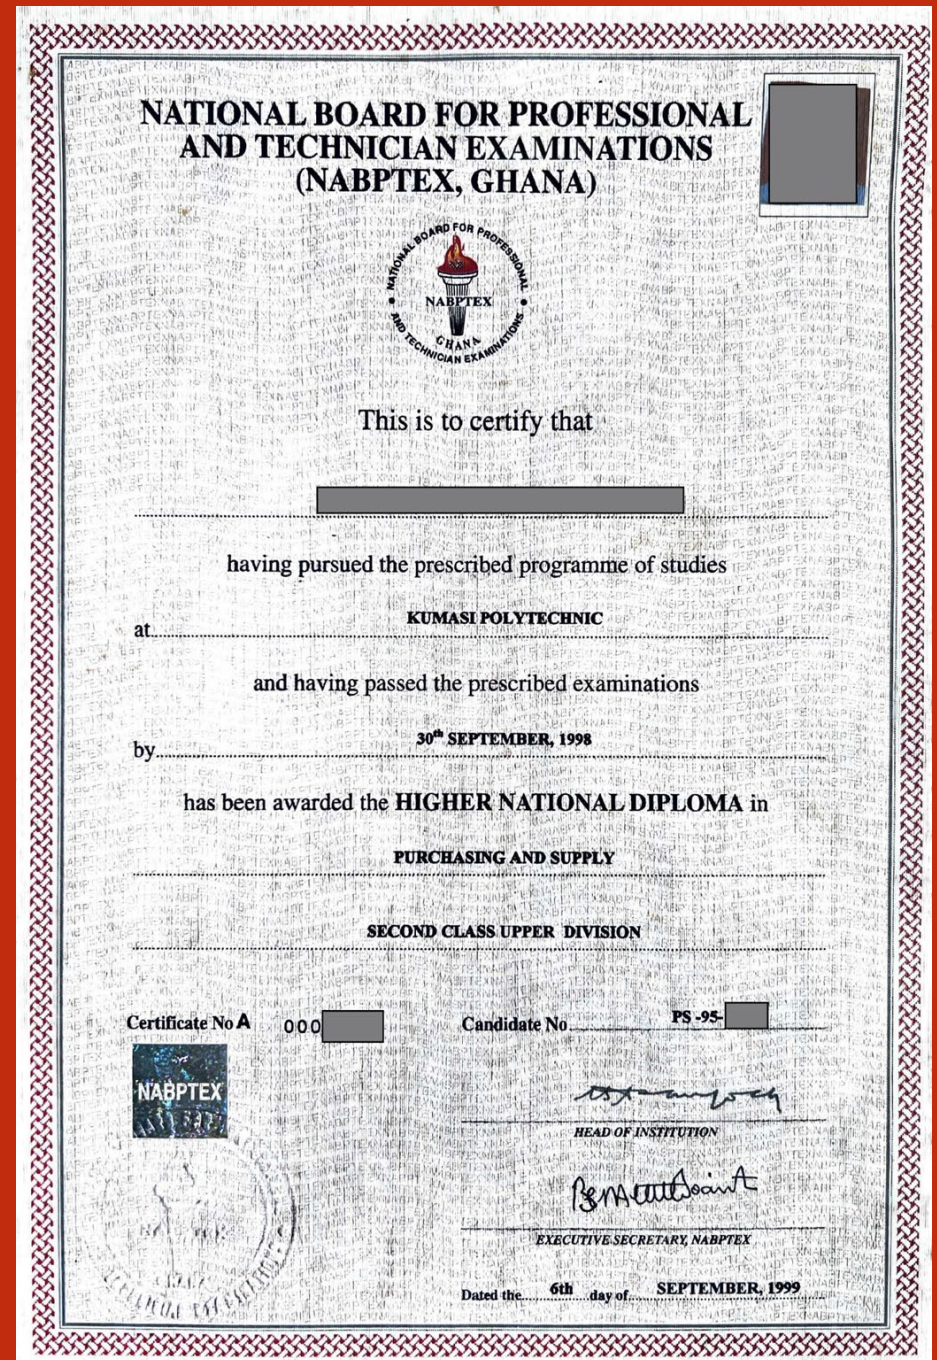 NATIONAL BOARD FOR PROFESSIONAL
AND TECHNICIAN EXAMINATIONS
(NABPTEX, GHANA)
NATIONAL BOARD FOR PROFESSIONAL
AND TECHNICIAN EXAMINATIONS
NABPTEX
GHANA
This is to certify that
having pursued the prescribed programme of studies
at KUMASI POLYTECHNIC
and having passed the prescribed examinations
by 30th SEPTEMBER, 1998
has been awarded the HIGHER NATIONAL DIPLOMA in
PURCHASING AND SUPPLY
SECOND CLASS UPPER DIVISION
Certificate No A 000 Candidate No PS -95-
NABPTEX
HEAD OF INSTITUTION
EXECUTIVE SECRETARY, NABPTEX
Dated the 6th day of SEPTEMBER, 1999